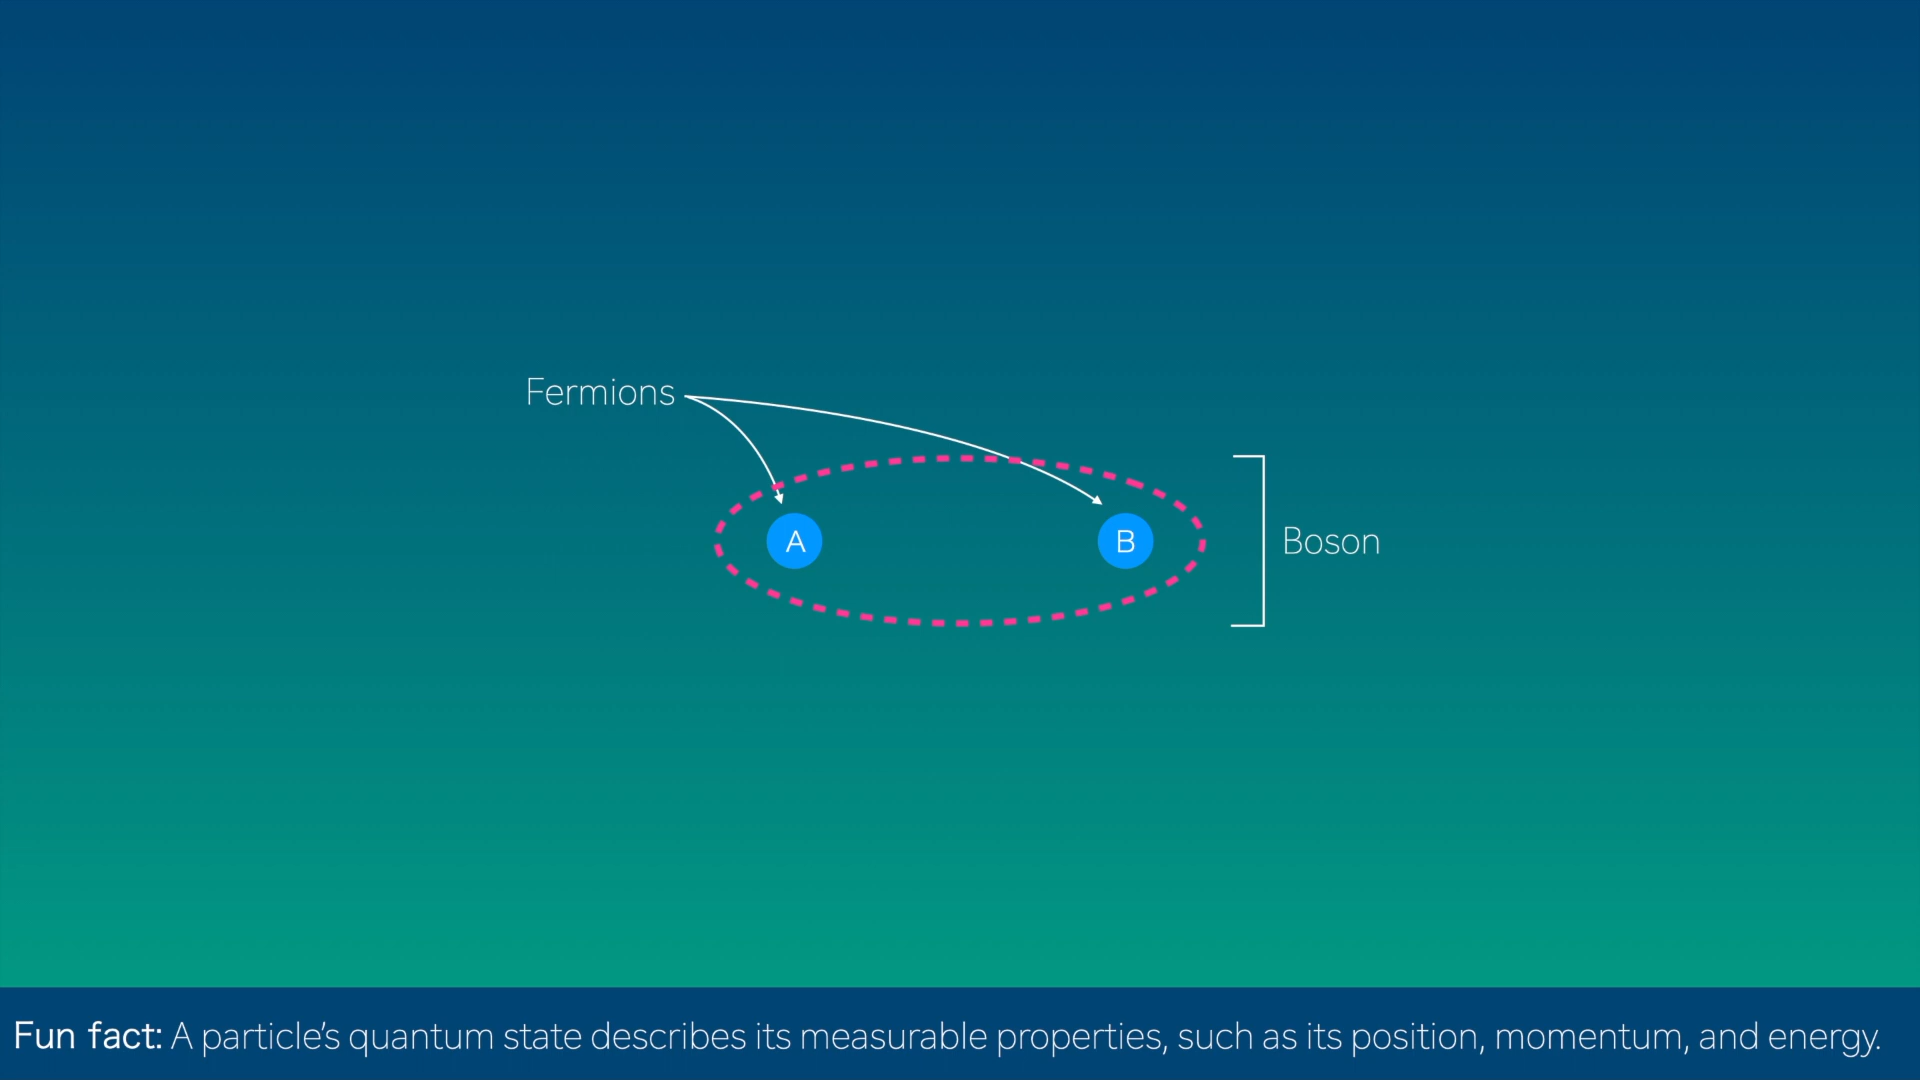 Fermions
A
B
Boson
Fun fact: A particle's quantum state describes its measurable properties, such as its position, momentum, and energy.